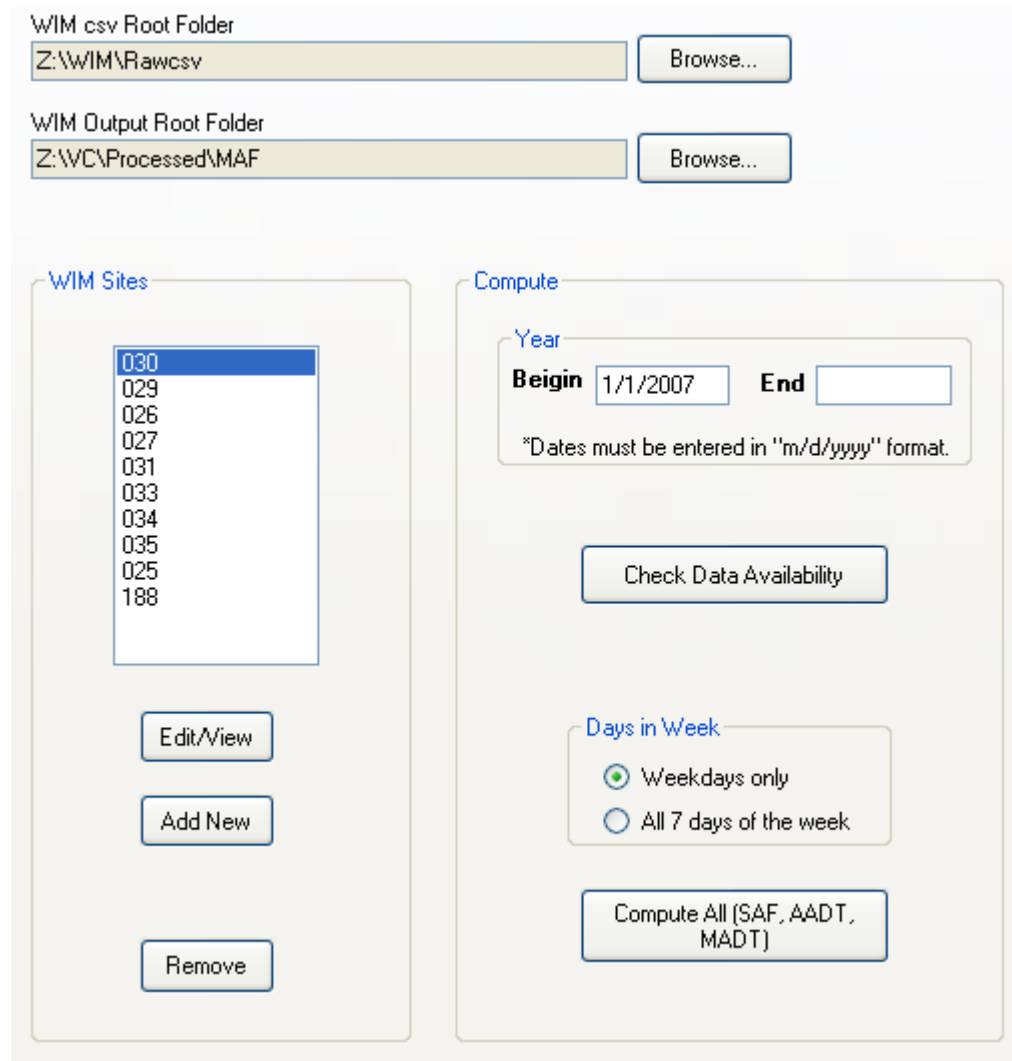 WIM csv Root Folder
Z:\WIM\Rawcsv
Browse...
WIM Output Root Folder
Z:\VC\Processed\MAF
Browse...
WIM Sites
030
029
026
027
031
033
034
035
025
188
Edit/View
Add New
Remove
Compute
Year
Beigin 1/1/2007 End
*Dates must be entered in "m/d/yyyy" format.
Check Data Availability
Days in Week
Weekdays only
All 7 days of the week
Compute All (SAF, AADT,
MADT)